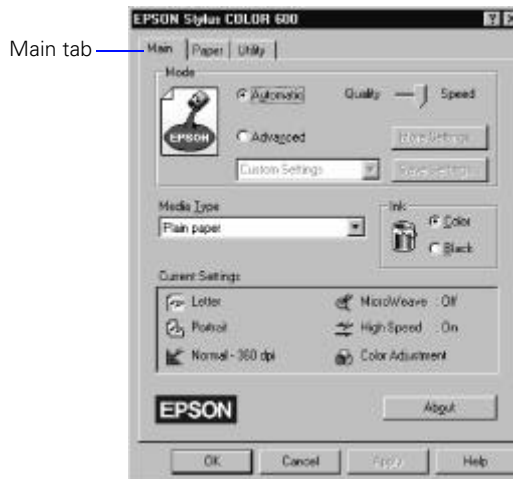 EPSON Stylus COLOR 600
Main tab
Main Paper Utility
Mode
Automatic Quality Speed
EPSON
Advanced More Settings...
Custom Settings Save Settings...
Media Type
Plain paper
Ink
Color
Black
Current Settings
Letter MicroWeave : Off
Portrait High Speed : On
Normal - 360 dpi Color Adjustment
EPSON
About
OK Cancel Apply Help